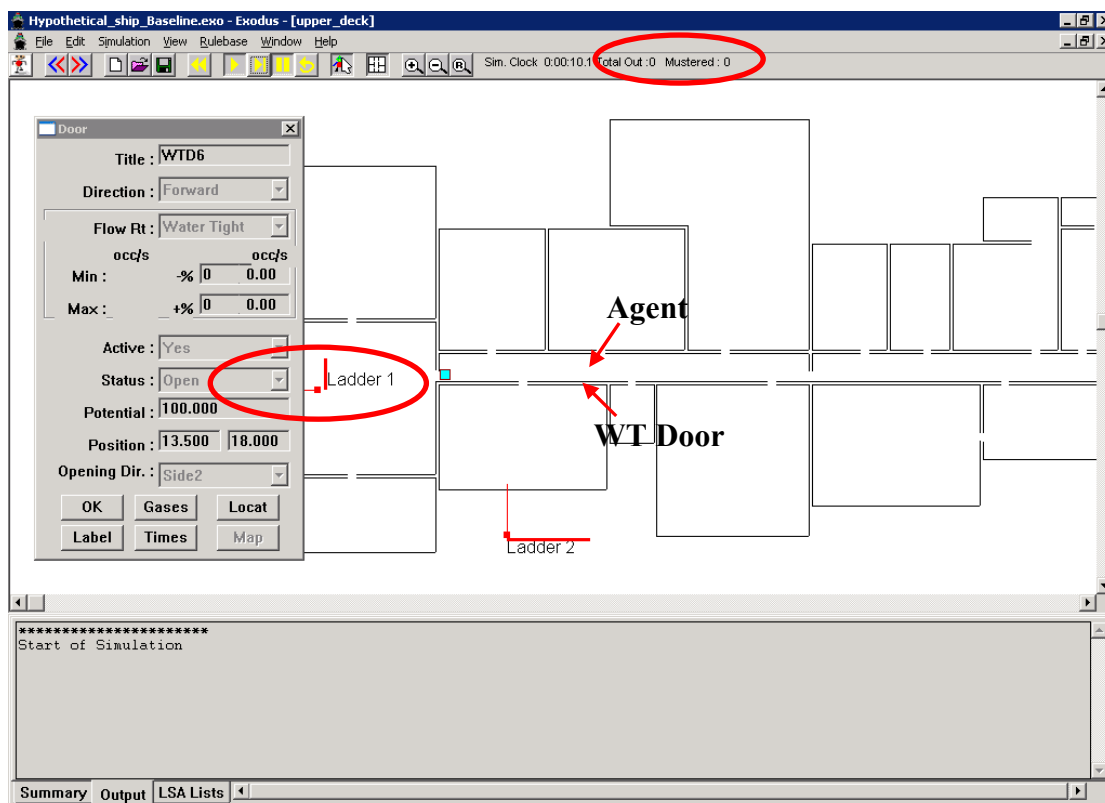 Hypothetical_ship_Baseline.exo - Exodus - [upper_deck]
File Edit Simulation View Rulebase Window Help
Sim. Clock 0:00:10.1 Total Out :0 Mustered : 0
Door
Title : WTD6
Direction : Forward
Flow Rt : Water Tight
occ/s occ/s
Min : -% 0 0.00
Max : +% 0 0.00
Active : Yes
Status : Open
Potential : 100.000
Position : 13.500 18.000
Opening Dir. : Side2
OK Gases Locat
Label Times Map
Agent
Ladder 1
WT Door
Ladder 2
**********************
Start of Simulation
Summary Output LSA Lists